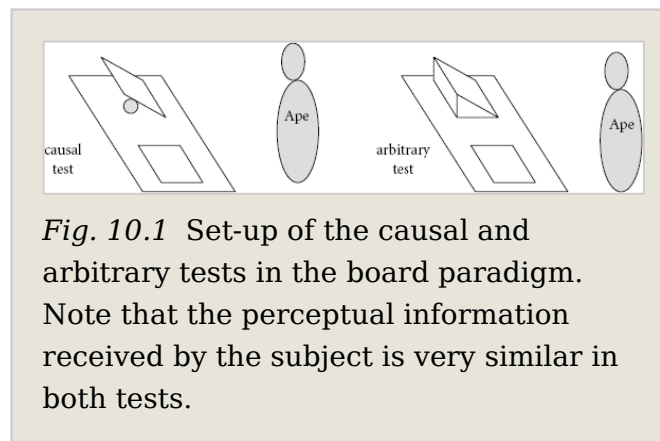 causal
test
Ape
arbitrary
test
Ape
Fig. 10.1 Set-up of the causal and
arbitrary tests in the board paradigm.
Note that the perceptual information
received by the subject is very similar in
both tests.